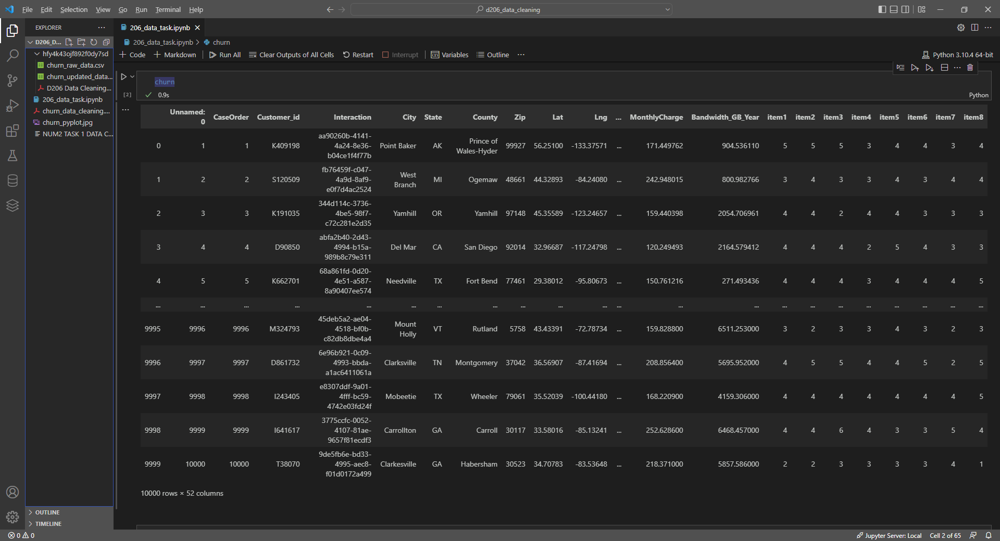 File Edit Selection View Go Run Terminal Help
d206_data_cleaning
EXPLORER
206_data_task.ipynb
D206_D...
206_data_task.ipynb > churn
hfy4k43ojf892f0dy7sd
churn_raw_data.csv
churn_updated_data...
D206 Data Cleaning...
206_data_task.ipynb
churn_data_cleaning....
churn_pyplot.jpg
NUM2 TASK 1 DATA C...
OUTLINE
TIMELINE
+ Code + Markdown Run All Clear Outputs of All Cells Restart Interrupt Variables Outline ...
Python 3.10.4 64-bit
churn
[2]
0.9s
Python
Unnamed: 0 CaseOrder Customer_id Interaction City State County Zip Lat Lng ... MonthlyCharge Bandwidth_GB_Year item1 item2 item3 item4 item5 item6 item7 item8
0 1 1 K409198 aa90260b-4141-4a24-8e36-b04ce1f4f77b Point Baker AK Prince of Wales-Hyder 99927 56.25100 -133.37571 ... 171.449762 904.536110 5 5 5 3 4 4 3 4
1 2 2 S120509 fb76459f-c047-4a9d-8af9-e0f7d4ac2524 West Branch MI Ogemaw 48661 44.32893 -84.24080 ... 242.948015 800.982766 3 4 3 3 4 3 4 4
2 3 3 K191035 344d114c-3736-4be5-98f7-c72c281e2d35 Yamhill OR Yamhill 97148 45.35589 -123.24657 ... 159.440398 2054.706961 4 4 2 4 4 3 3 3
3 4 4 D90850 abfa2b40-2d43-4994-b15a-989b8c79e311 Del Mar CA San Diego 92014 32.96687 -117.24798 ... 120.249493 2164.579412 4 4 4 2 5 4 3 3
4 5 5 K662701 68a861fd-0d20-4e51-a587-8a90407ee574 Needville TX Fort Bend 77461 29.38012 -95.80673 ... 150.761216 271.493436 4 4 4 3 4 4 4 5
... ... ... ... ... ... ... ... ... ... ... ... ... ... ... ... ... ... ... ... ... ...
9995 9996 9996 M324793 45deb5a2-ae04-4518-bf0b-c82db8dbe4a4 Mount Holly VT Rutland 5758 43.43391 -72.78734 ... 159.828800 6511.253000 3 2 3 3 4 3 2 3
9996 9997 9997 D861732 6e96b921-0c09-4993-bbda-a1ac6411061a Clarksville TN Montgomery 37042 36.56907 -87.41694 ... 208.856400 5695.952000 4 5 5 4 4 5 2 5
9997 9998 9998 I243405 e8307ddf-9a01-4fff-bc59-4742e03fd24f Mobeetie TX Wheeler 79061 35.52039 -100.44180 ... 168.220900 4159.306000 4 4 4 4 4 4 4 5
9998 9999 9999 I641617 3775ccfc-0052-4107-81ae-9657f81ecdf3 Carrollton GA Carroll 30117 33.58016 -85.13241 ... 252.628600 6468.457000 4 4 6 4 3 3 5 4
9999 10000 10000 T38070 9de5fb6e-bd33-4995-aec8-f01d0172a499 Clarkesville GA Habersham 30523 34.70783 -83.53648 ... 218.371000 5857.586000 2 2 3 3 3 3 4 1
10000 rows × 52 columns
0 0
Jupyter Server: Local Cell 2 of 65